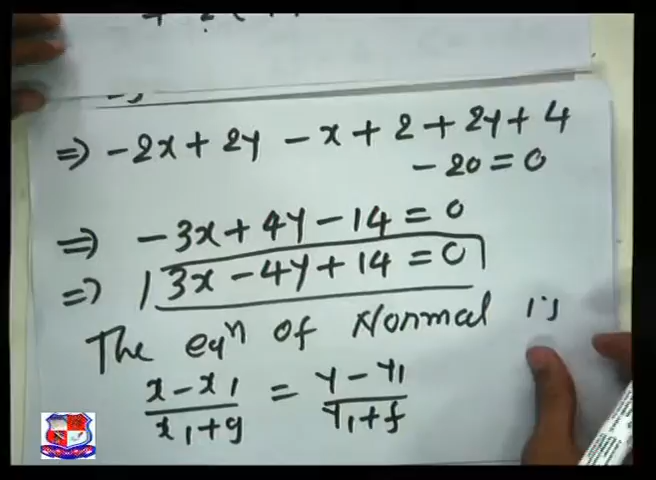 ⇒ -2x + 2y - x + 2 + 2y + 4
- 20 = 0
⇒ -3x + 4y - 14 = 0
⇒ 3x - 4y + 14 = 0
The eqⁿ of Normal is
x - x₁ / x₁ + g = y - y₁ / y₁ + f